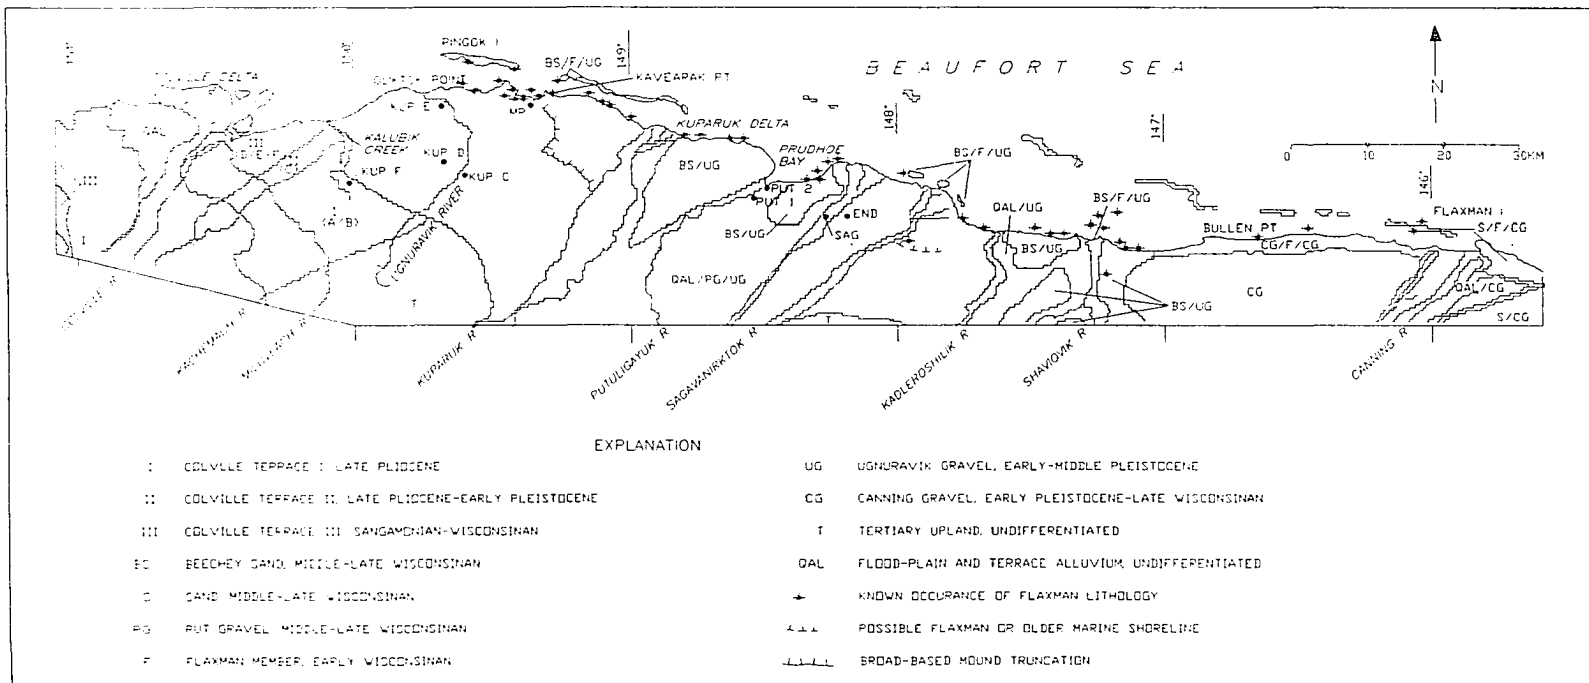 PINGOK I
149°
BS/F/UG
KAVEARAK PT
BEAUFORT SEA
N
POINT
KUP E
MP
KALUBIK
CREEK
KUPARUK DELTA
148°
147°
PRUDHOE
BAY
BS/UG
BS/F/UG
0 10 20 30KM
146°
III
QAL
KUP D
KUP F
KUP C
(A/B)
PUT 2
PUT 1
END
SAG
BS/UG
QAL/UG
BS/UG
BS/F/UG
BULLEN PT
CG/F/CG
FLAXMAN I
S/F/CG
UGNURAVIK RIVER
I
T
QAL/PG/UG
T
CG
BS/UG
QAL/CG
S/CG
KUPARUK R
PUTULIGAYUK R
SAGAVANIRKTOK R
KADLEROSHILIK R
SHAVIOVIK R
CANNING R
EXPLANATION
I COLVILLE TERRACE I, LATE PLIOCENE
II COLVILLE TERRACE II, LATE PLIOCENE-EARLY PLEISTOCENE
III COLVILLE TERRACE III, SANGAMONIAN-WISCONSINAN
BS BEECHEY SAND, MIDDLE-LATE WISCONSINAN
S SAND MIDDLE-LATE WISCONSINAN
PG PUT GRAVEL MIDDLE-LATE WISCONSINAN
F FLAXMAN MEMBER, EARLY WISCONSINAN
UG UGNURAVIK GRAVEL, EARLY-MIDDLE PLEISTOCENE
CG CANNING GRAVEL, EARLY PLEISTOCENE-LATE WISCONSINAN
T TERTIARY UPLAND, UNDIFFERENTIATED
QAL FLOOD-PLAIN AND TERRACE ALLUVIUM, UNDIFFERENTIATED
KNOWN OCCURANCE OF FLAXMAN LITHOLOGY
POSSIBLE FLAXMAN OR OLDER MARINE SHORELINE
BROAD-BASED MOUND TRUNCATION